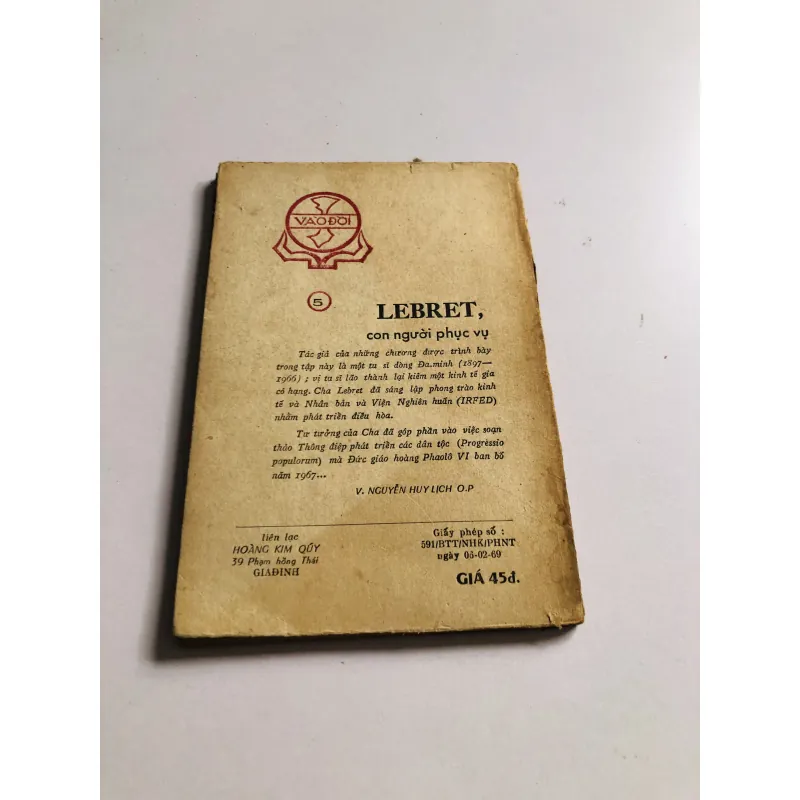 VÀO ĐỜI
5
LEBRET,
con người phục vụ
Tác giả của những chương được trình bày
trong tập này là một tu sĩ dòng Đa.minh (1897—
1966) ; vị tu sĩ lão thành lại kiêm một kinh tế gia
có hạng. Cha Lebret đã sáng lập phong trào kinh
tế và Nhân bản và Viện Nghiên huấn (IRFED)
nhằm phát triển điều hòa.
Tư tưởng của Cha đã góp phần vào việc soạn
thảo Thông điệp phát triển các dân tộc (Progressio
populorum) mà Đức giáo hoàng Phaolô VI ban bố
năm 1967...
V. NGUYỄN HUY LỊCH O.P
liên lạc
HOÀNG KIM QŨY
39 Phạm hồng Thái
GIAĐỊNH
Giấy phép số :
591/BTT/NHK/PHNT
ngày 06-02-69
GIÁ 45đ.